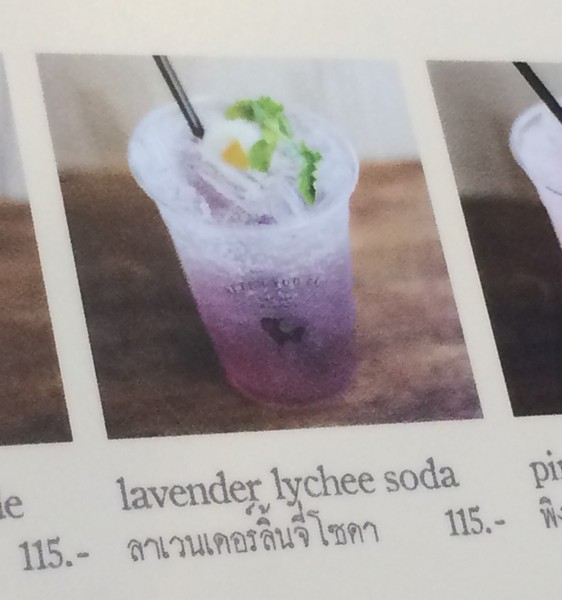 lavender lychee soda
ลาเวนเดอร์ลิ้นจี่โซดา
115.-
115.-